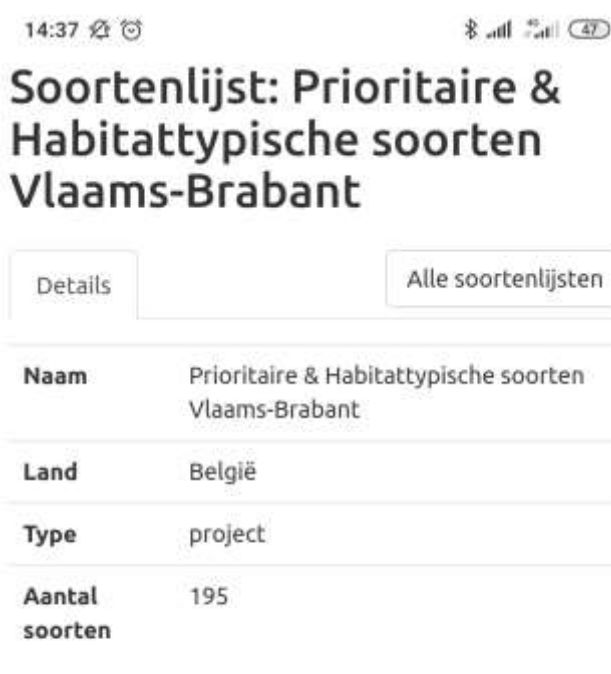 14:37
4G
47
Soortenlijst: Prioritaire &
Habitattypische soorten
Vlaams-Brabant
Details
Alle soortenlijsten
Naam
Prioritaire & Habitattypische soorten
Vlaams-Brabant
Land
België
Type
project
Aantal
soorten
195